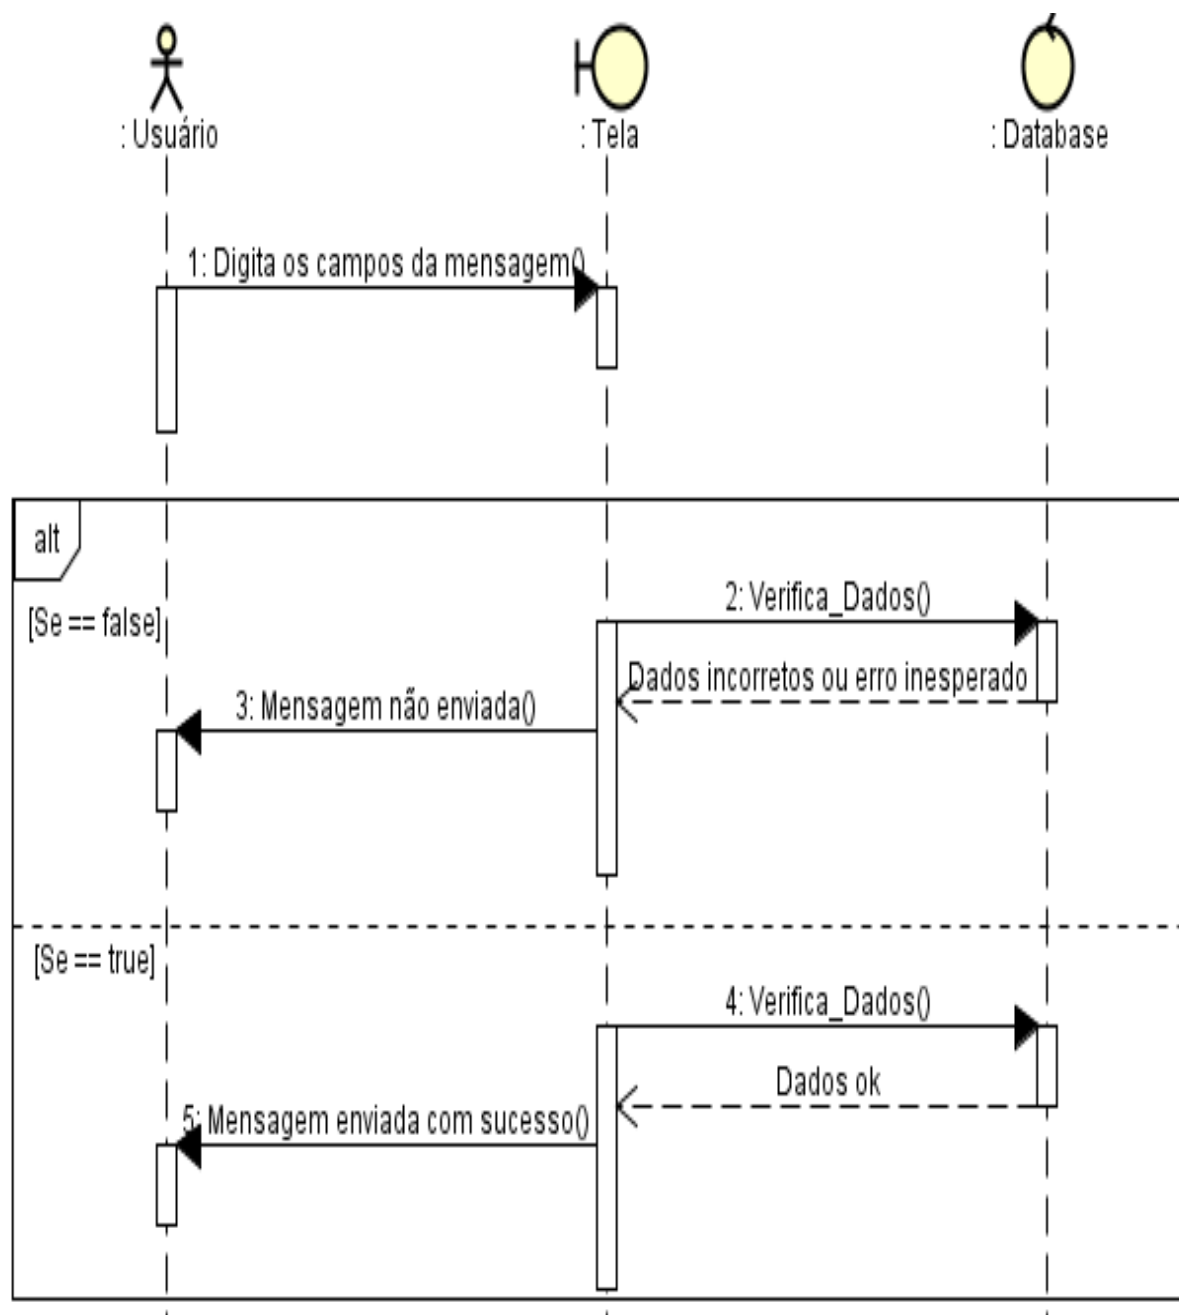 : Usuário
: Tela
: Database
1: Digita os campos da mensagem()
alt
2: Verifica_Dados()
[Se == false]
Dados incorretos ou erro inesperado
3: Mensagem não enviada()
[Se == true]
4: Verifica_Dados()
Dados ok
5: Mensagem enviada com sucesso()